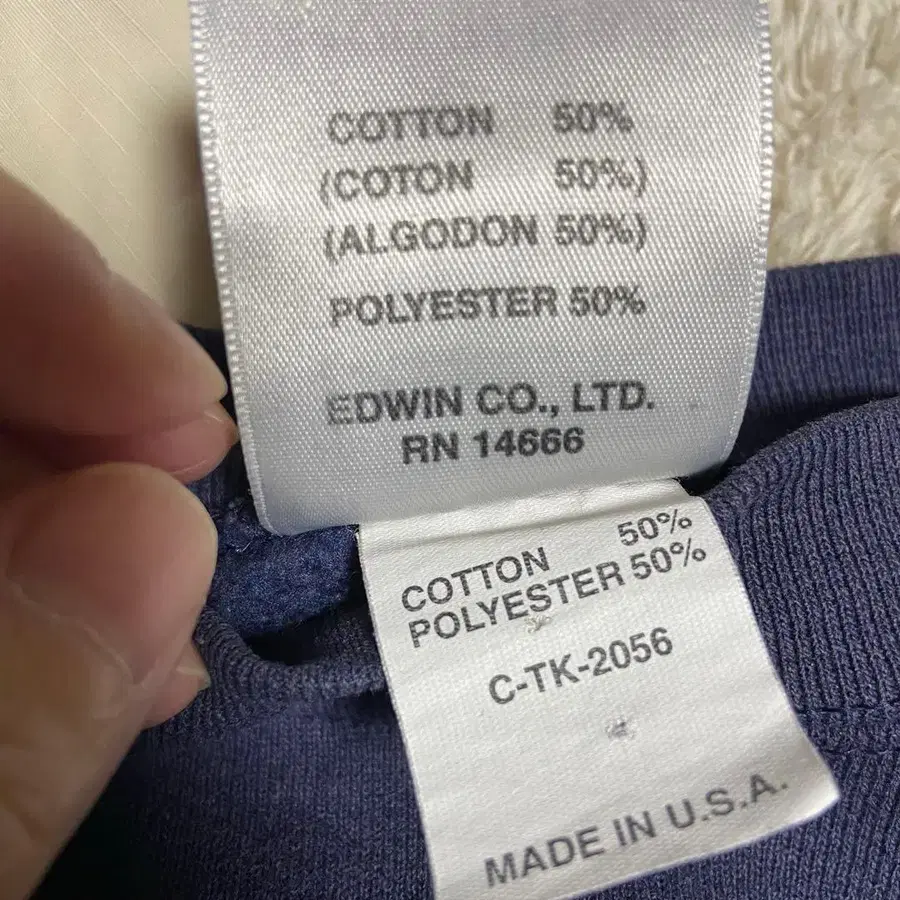 COTTON 50%
(COTON 50%)
(ALGODON 50%)
POLYESTER 50%
EDWIN CO., LTD.
RN 14666
COTTON 50%
POLYESTER 50%
C-TK-2056
MADE IN U.S.A.